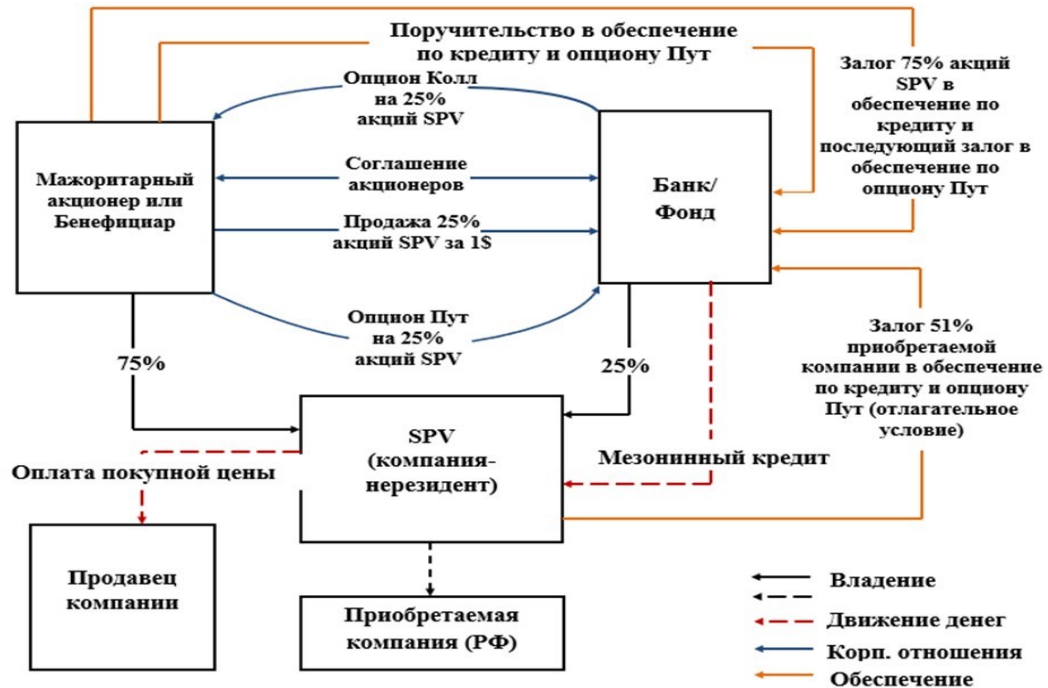 Поручительство в обеспечение
по кредиту и опциону Пут
Опцион Колл
на 25%
акций SPV
Залог 75% акций
SPV в
обеспечение по
кредиту и
последующий залог в
обеспечение по
опциону Пут
Мажоритарный
акционер или
Бенефициар
Соглашение
акционеров
Банк/
Фонд
Продажа 25%
акций SPV за 1$
Опцион Пут
на 25%
акций SPV
75%
25%
Залог 51%
приобретаемой
компании в обеспечение
по кредиту и опциону
Пут (отлагательное
условие)
SPV
(компания-
нерезидент)
Оплата покупной цены
Мезонинный кредит
Продавец
компании
Приобретаемая
компания (РФ)
Владение
Движение денег
Корп. отношения
Обеспечение